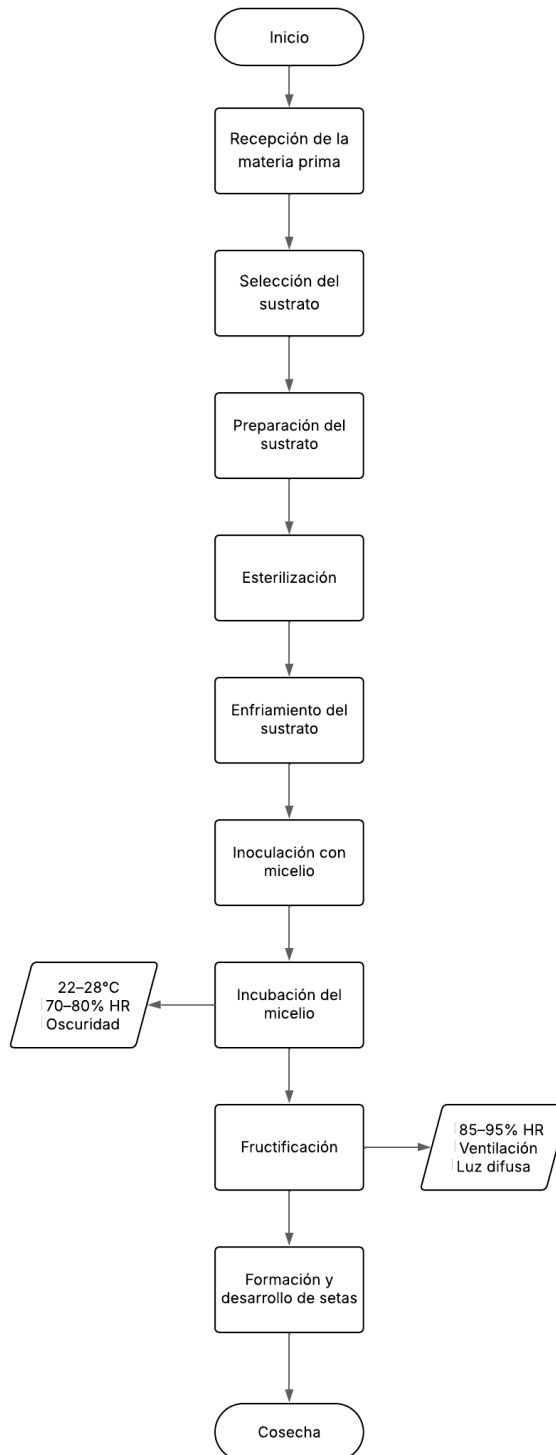 Inicio
Recepción de la
materia prima
Selección del
sustrato
Preparación del
sustrato
Esterilización
Enfriamiento del
sustrato
Inoculación con
micelio
22–28°C
70–80% HR
Oscuridad
Incubación del
micelio
Fructificación
85–95% HR
Ventilación
Luz difusa
Formación y
desarrollo de setas
Cosecha